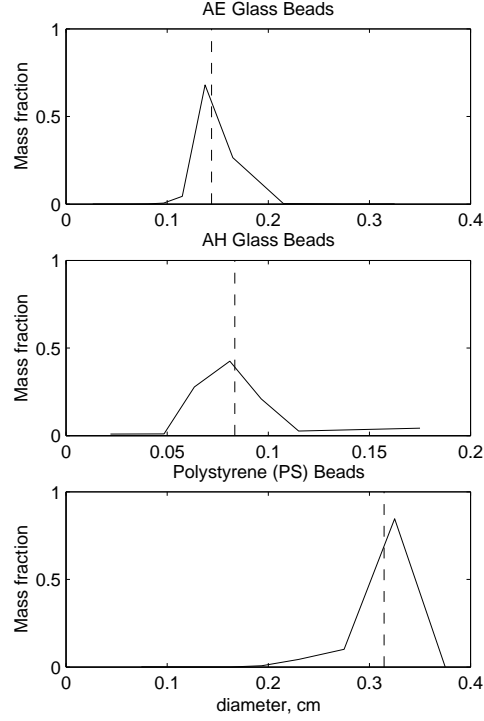 AE Glass Beads
1
0.5
0
Mass fraction
0 0.1 0.2 0.3 0.4
AH Glass Beads
1
0.5
0
Mass fraction
0 0.05 0.1 0.15 0.2
Polystyrene (PS) Beads
1
0.5
0
Mass fraction
0 0.1 0.2 0.3 0.4
diameter, cm